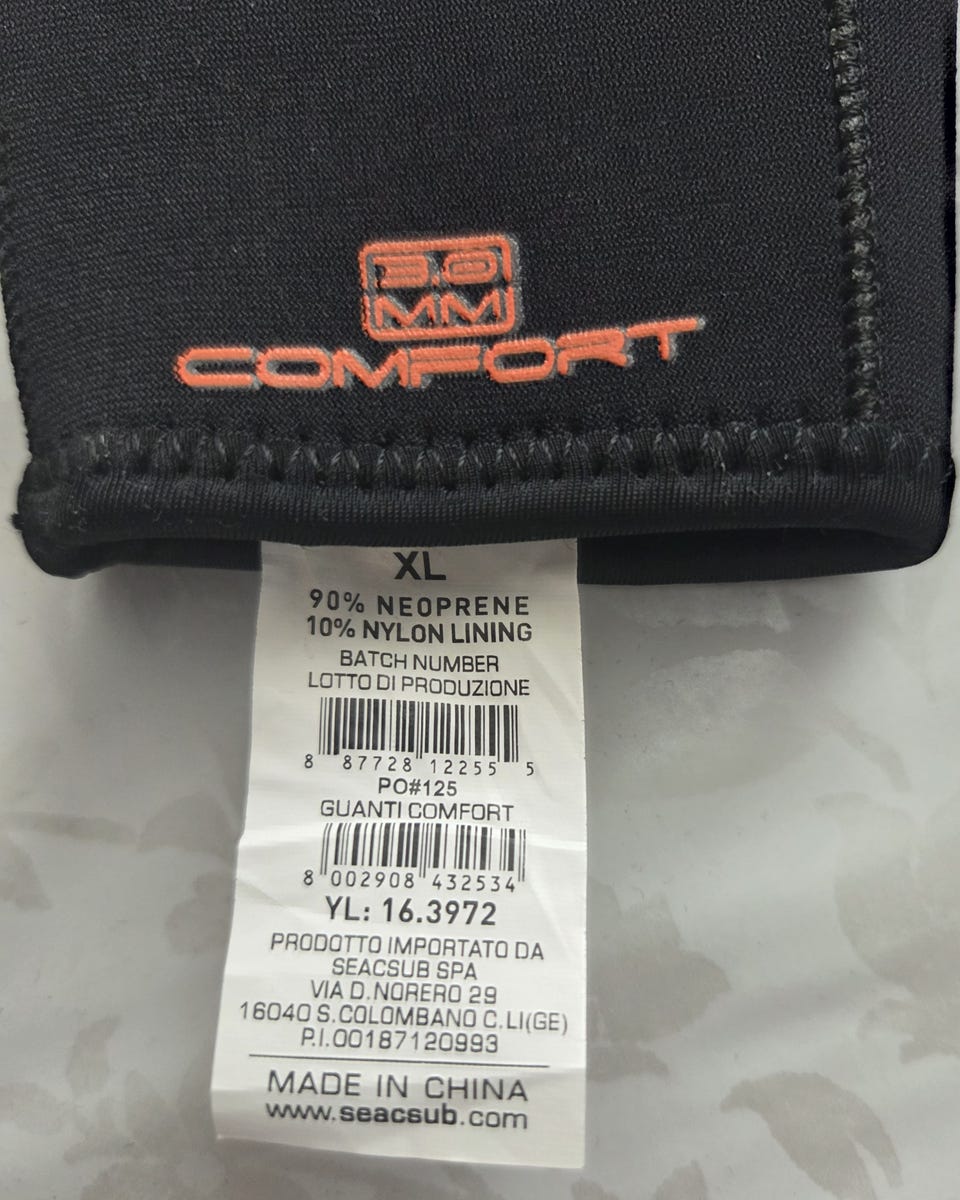 3.0
MM
COMFORT
XL
90% NEOPRENE
10% NYLON LINING
BATCH NUMBER
LOTTO DI PRODUZIONE
8 87728 12255 5
PO#125
GUANTI COMFORT
8 002908 432534
YL: 16.3972
PRODOTTO IMPORTATO DA
SEACSUB SPA
VIA D.NORERO 29
16040 S.COLOMBANO C.LI(GE)
P.I.00187120993
MADE IN CHINA
www.seacsub.com